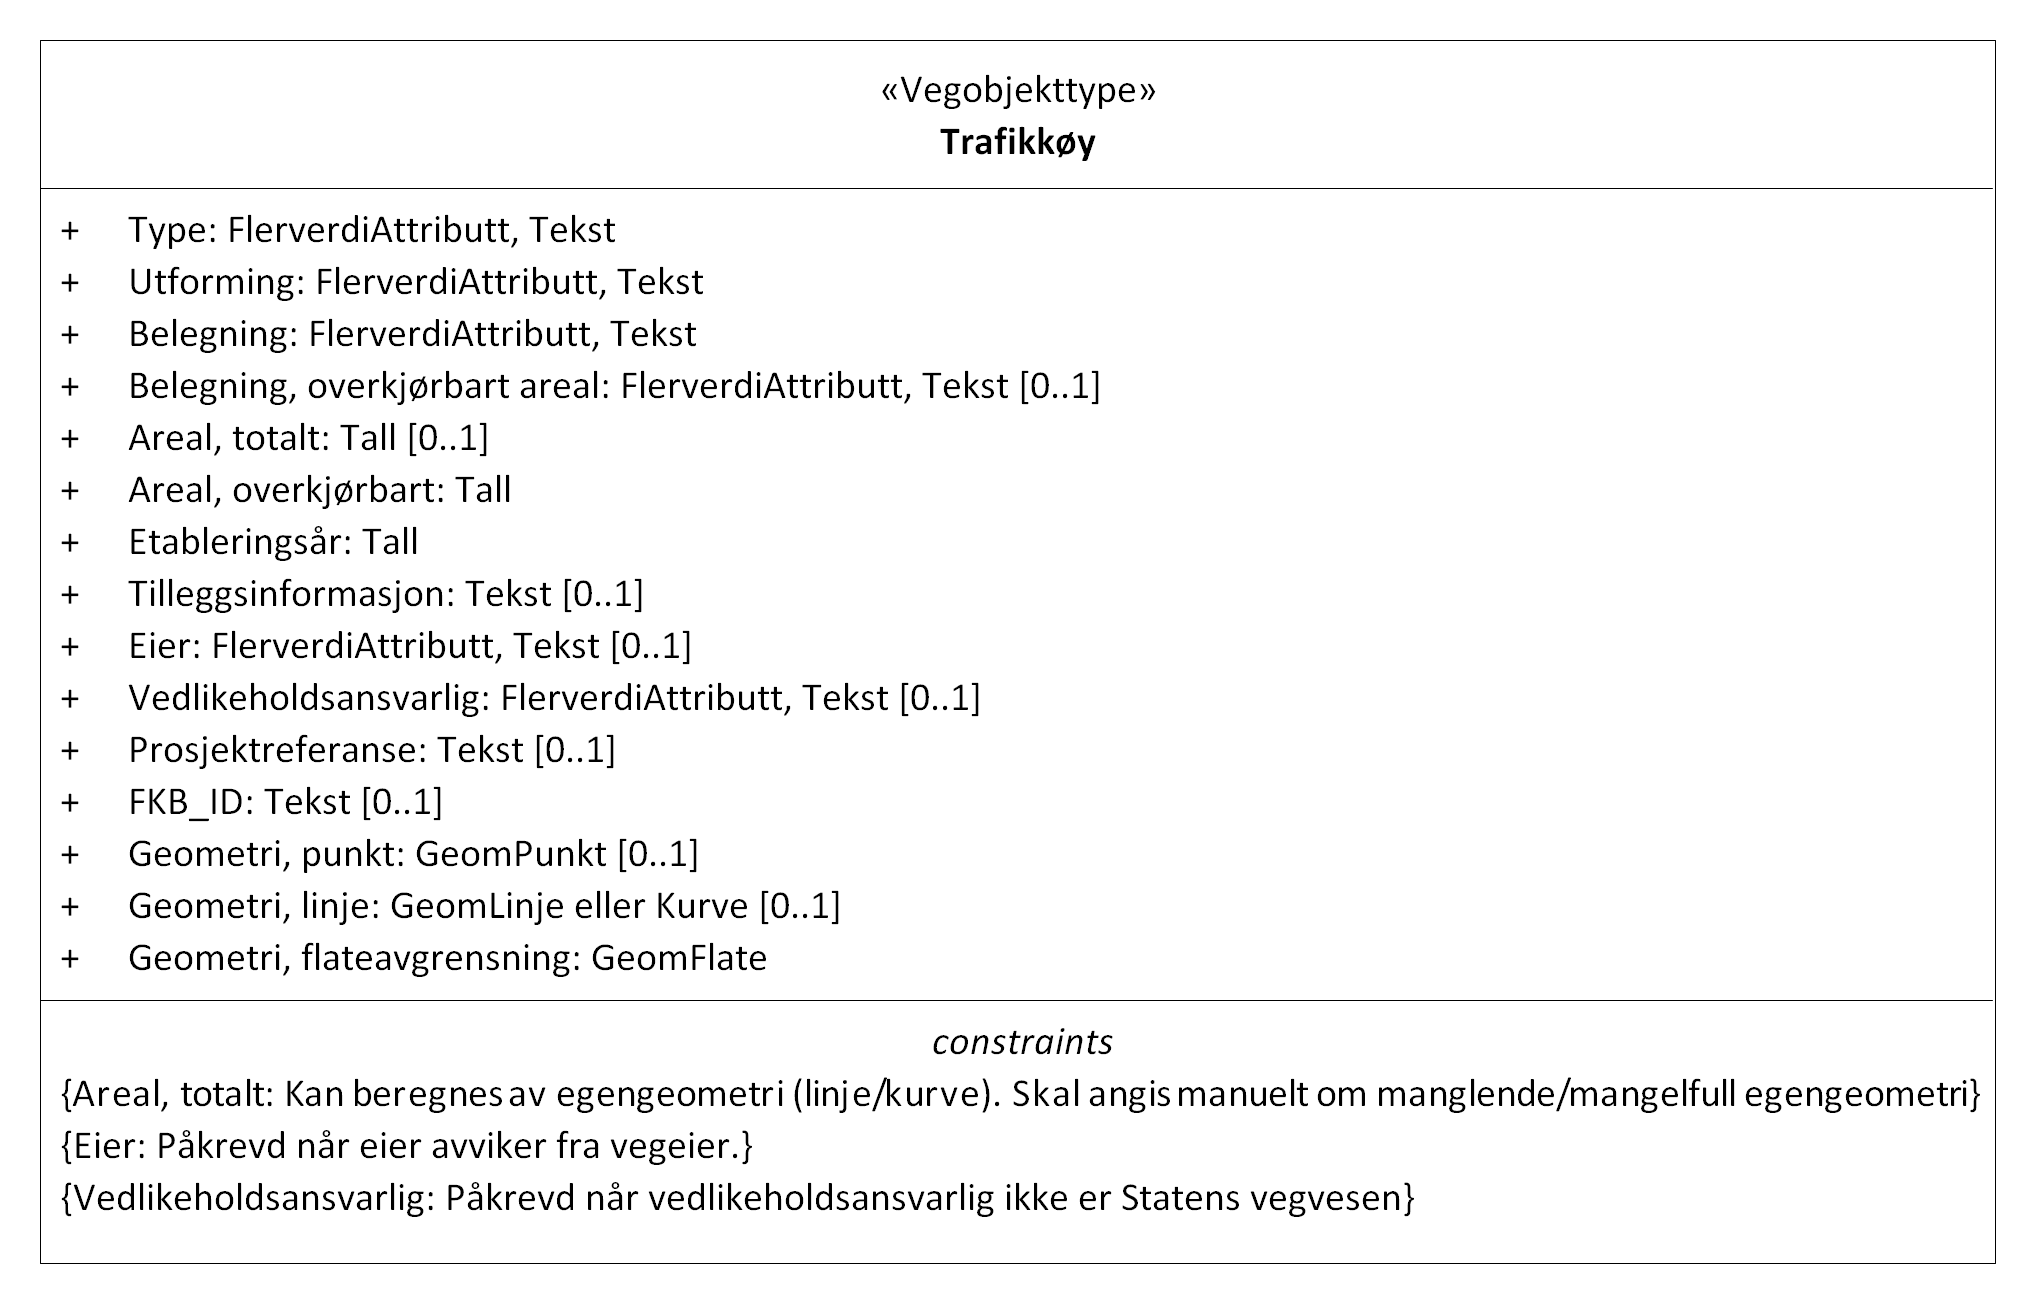 «Vegobjekttype»
Trafikkøy
+ Type: FlerverdiAttributt, Tekst
+ Utforming: FlerverdiAttributt, Tekst
+ Belegning: FlerverdiAttributt, Tekst
+ Belegning, overkjørbart areal: FlerverdiAttributt, Tekst [0..1]
+ Areal, totalt: Tall [0..1]
+ Areal, overkjørbart: Tall
+ Etableringsår: Tall
+ Tilleggsinformasjon: Tekst [0..1]
+ Eier: FlerverdiAttributt, Tekst [0..1]
+ Vedlikeholdsansvarlig: FlerverdiAttributt, Tekst [0..1]
+ Prosjektreferanse: Tekst [0..1]
+ FKB_ID: Tekst [0..1]
+ Geometri, punkt: GeomPunkt [0..1]
+ Geometri, linje: GeomLinje eller Kurve [0..1]
+ Geometri, flateavgrensning: GeomFlate
constraints
{Areal, totalt: Kan beregnes av egengeometri (linje/kurve). Skal angis manuelt om manglende/mangelfull egengeometri}
{Eier: Påkrevd når eier avviker fra vegeier.}
{Vedlikeholdsansvarlig: Påkrevd når vedlikeholdsansvarlig ikke er Statens vegvesen}